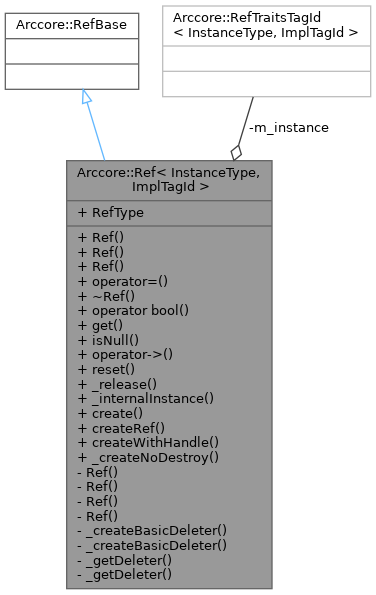 Arccore::RefBase
Arccore::RefTraitsTagId
< InstanceType, ImplTagId >
-m_instance
Arccore::Ref< InstanceType,
ImplTagId >
+ RefType
+ Ref()
+ Ref()
+ Ref()
+ operator=()
+ ~Ref()
+ operator bool()
+ get()
+ isNull()
+ operator->()
+ reset()
+ _release()
+ _internalInstance()
+ create()
+ createRef()
+ createWithHandle()
+ _createNoDestroy()
- Ref()
- Ref()
- Ref()
- Ref()
- _createBasicDeleter()
- _createBasicDeleter()
- _getDeleter()
- _getDeleter()